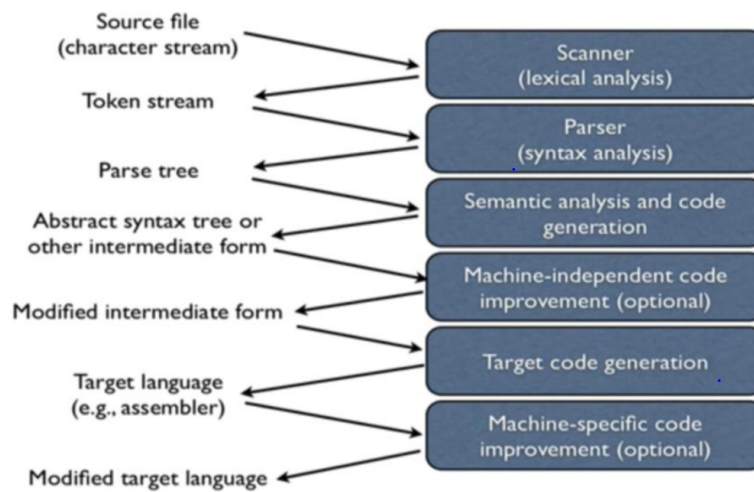 Source file
(character stream)
Scanner
(lexical analysis)
Token stream
Parser
(syntax analysis)
Parse tree
Semantic analysis and code
generation
Abstract syntax tree or
other intermediate form
Machine-independent code
improvement (optional)
Modified intermediate form
Target code generation
Target language
(e.g., assembler)
Machine-specific code
improvement (optional)
Modified target language